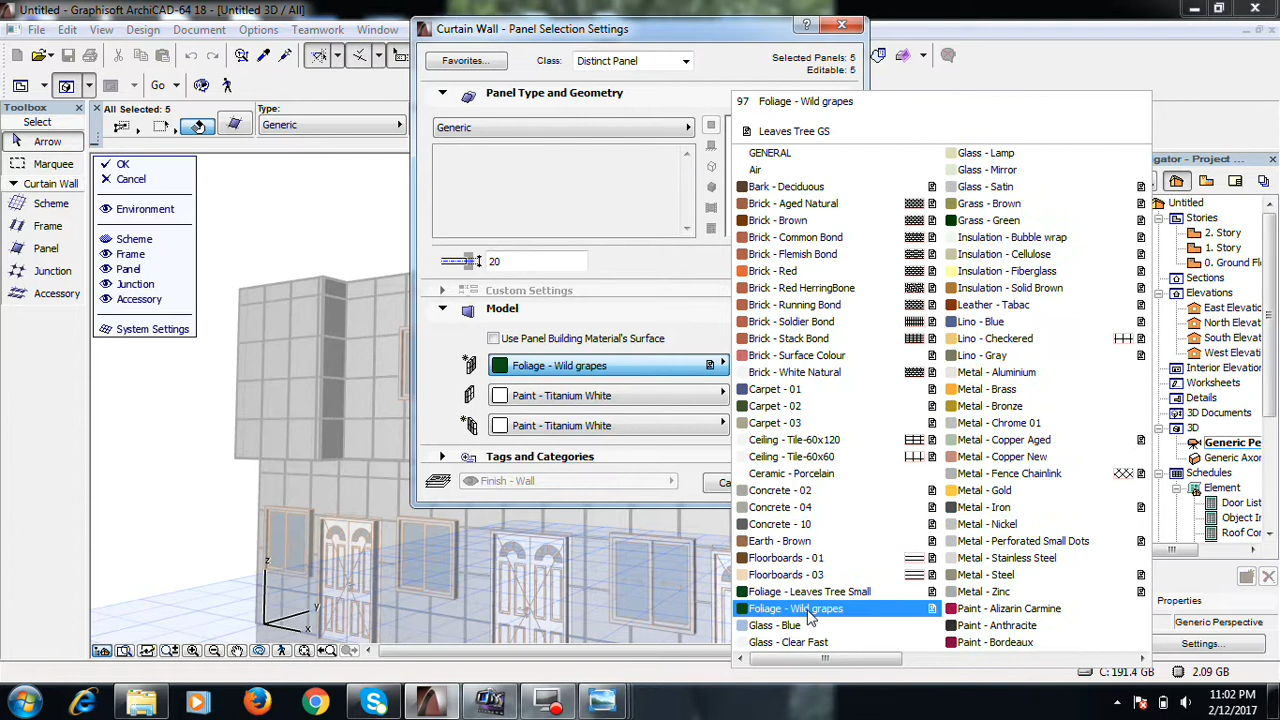 Untitled - Graphisoft ArchiCAD-64 18 - [Untitled 3D / All]
File Edit View Design Document Options Teamwork Window
Go
Toolbox
Select
Arrow
Marquee
Curtain Wall
Scheme
Frame
Panel
Junction
Accessory
All Selected: 5
Type:
Generic
OK
Cancel
Environment
Scheme
Frame
Panel
Junction
Accessory
System Settings
Curtain Wall - Panel Selection Settings
Favorites...
Class:
Distinct Panel
Selected Panels: 5
Editable: 5
Panel Type and Geometry
Generic
20
Custom Settings
Model
Use Panel Building Material's Surface
Foliage - Wild grapes
Paint - Titanium White
Paint - Titanium White
Tags and Categories
Finish - Wall
Ca
97 Foliage - Wild grapes
Leaves Tree GS
GENERAL
Air
Bark - Deciduous
Brick - Aged Natural
Brick - Brown
Brick - Common Bond
Brick - Flemish Bond
Brick - Red
Brick - Red HerringBone
Brick - Running Bond
Brick - Soldier Bond
Brick - Stack Bond
Brick - Surface Colour
Brick - White Natural
Carpet - 01
Carpet - 02
Carpet - 03
Ceiling - Tile-60x120
Ceiling - Tile-60x60
Ceramic - Porcelain
Concrete - 02
Concrete - 04
Concrete - 10
Earth - Brown
Floorboards - 01
Floorboards - 03
Foliage - Leaves Tree Small
Foliage - Wild grapes
Glass - Blue
Glass - Clear Fast
Glass - Lamp
Glass - Mirror
Glass - Satin
Grass - Brown
Grass - Green
Insulation - Bubble wrap
Insulation - Cellulose
Insulation - Fiberglass
Insulation - Solid Brown
Leather - Tabac
Lino - Blue
Lino - Checkered
Lino - Gray
Metal - Aluminium
Metal - Brass
Metal - Bronze
Metal - Chrome 01
Metal - Copper Aged
Metal - Copper New
Metal - Fence Chainlink
Metal - Gold
Metal - Iron
Metal - Nickel
Metal - Perforated Small Dots
Metal - Stainless Steel
Metal - Steel
Metal - Zinc
Paint - Alizarin Carmine
Paint - Anthracite
Paint - Bordeaux
igator - Project ...
Untitled
Stories
2. Story
1. Story
0. Ground Fl
Sections
Elevations
East Elevatio
North Elevat
South Elevat
West Elevat
Interior Elevatio
Worksheets
Details
3D Documents
3D
Generic Pe
Generic Axon
Schedules
Element
Door List
Object In
Roof Con
Properties
Generic Perspective
Settings...
z
y
x
C: 191.4 GB
2.09 GB
11:02 PM
2/12/2017